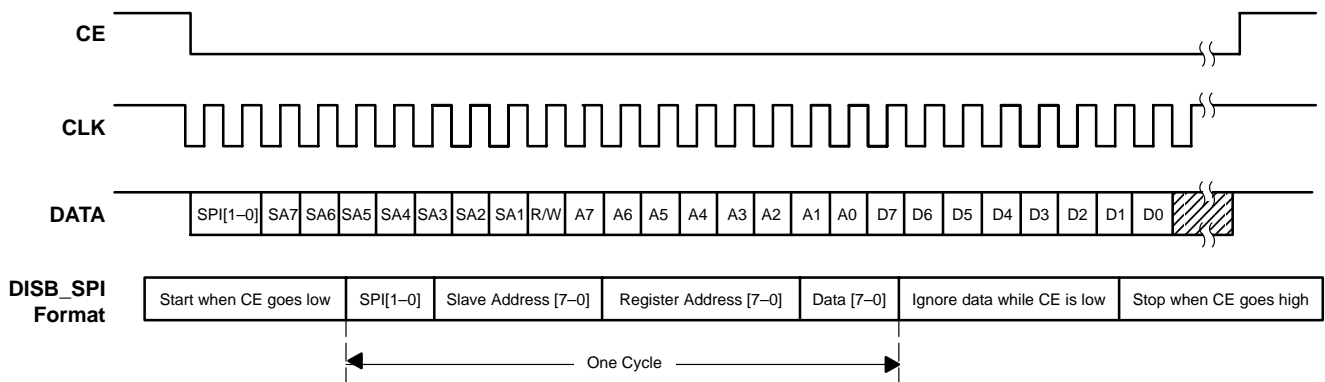 CE
CLK
DATA
SPI[1–0] SA7 SA6 SA5 SA4 SA3 SA2 SA1 R/W A7 A6 A5 A4 A3 A2 A1 A0 D7 D6 D5 D4 D3 D2 D1 D0
DISB_SPI
Format
Start when CE goes low SPI[1–0] Slave Address [7–0] Register Address [7–0] Data [7–0] Ignore data while CE is low Stop when CE goes high
One Cycle